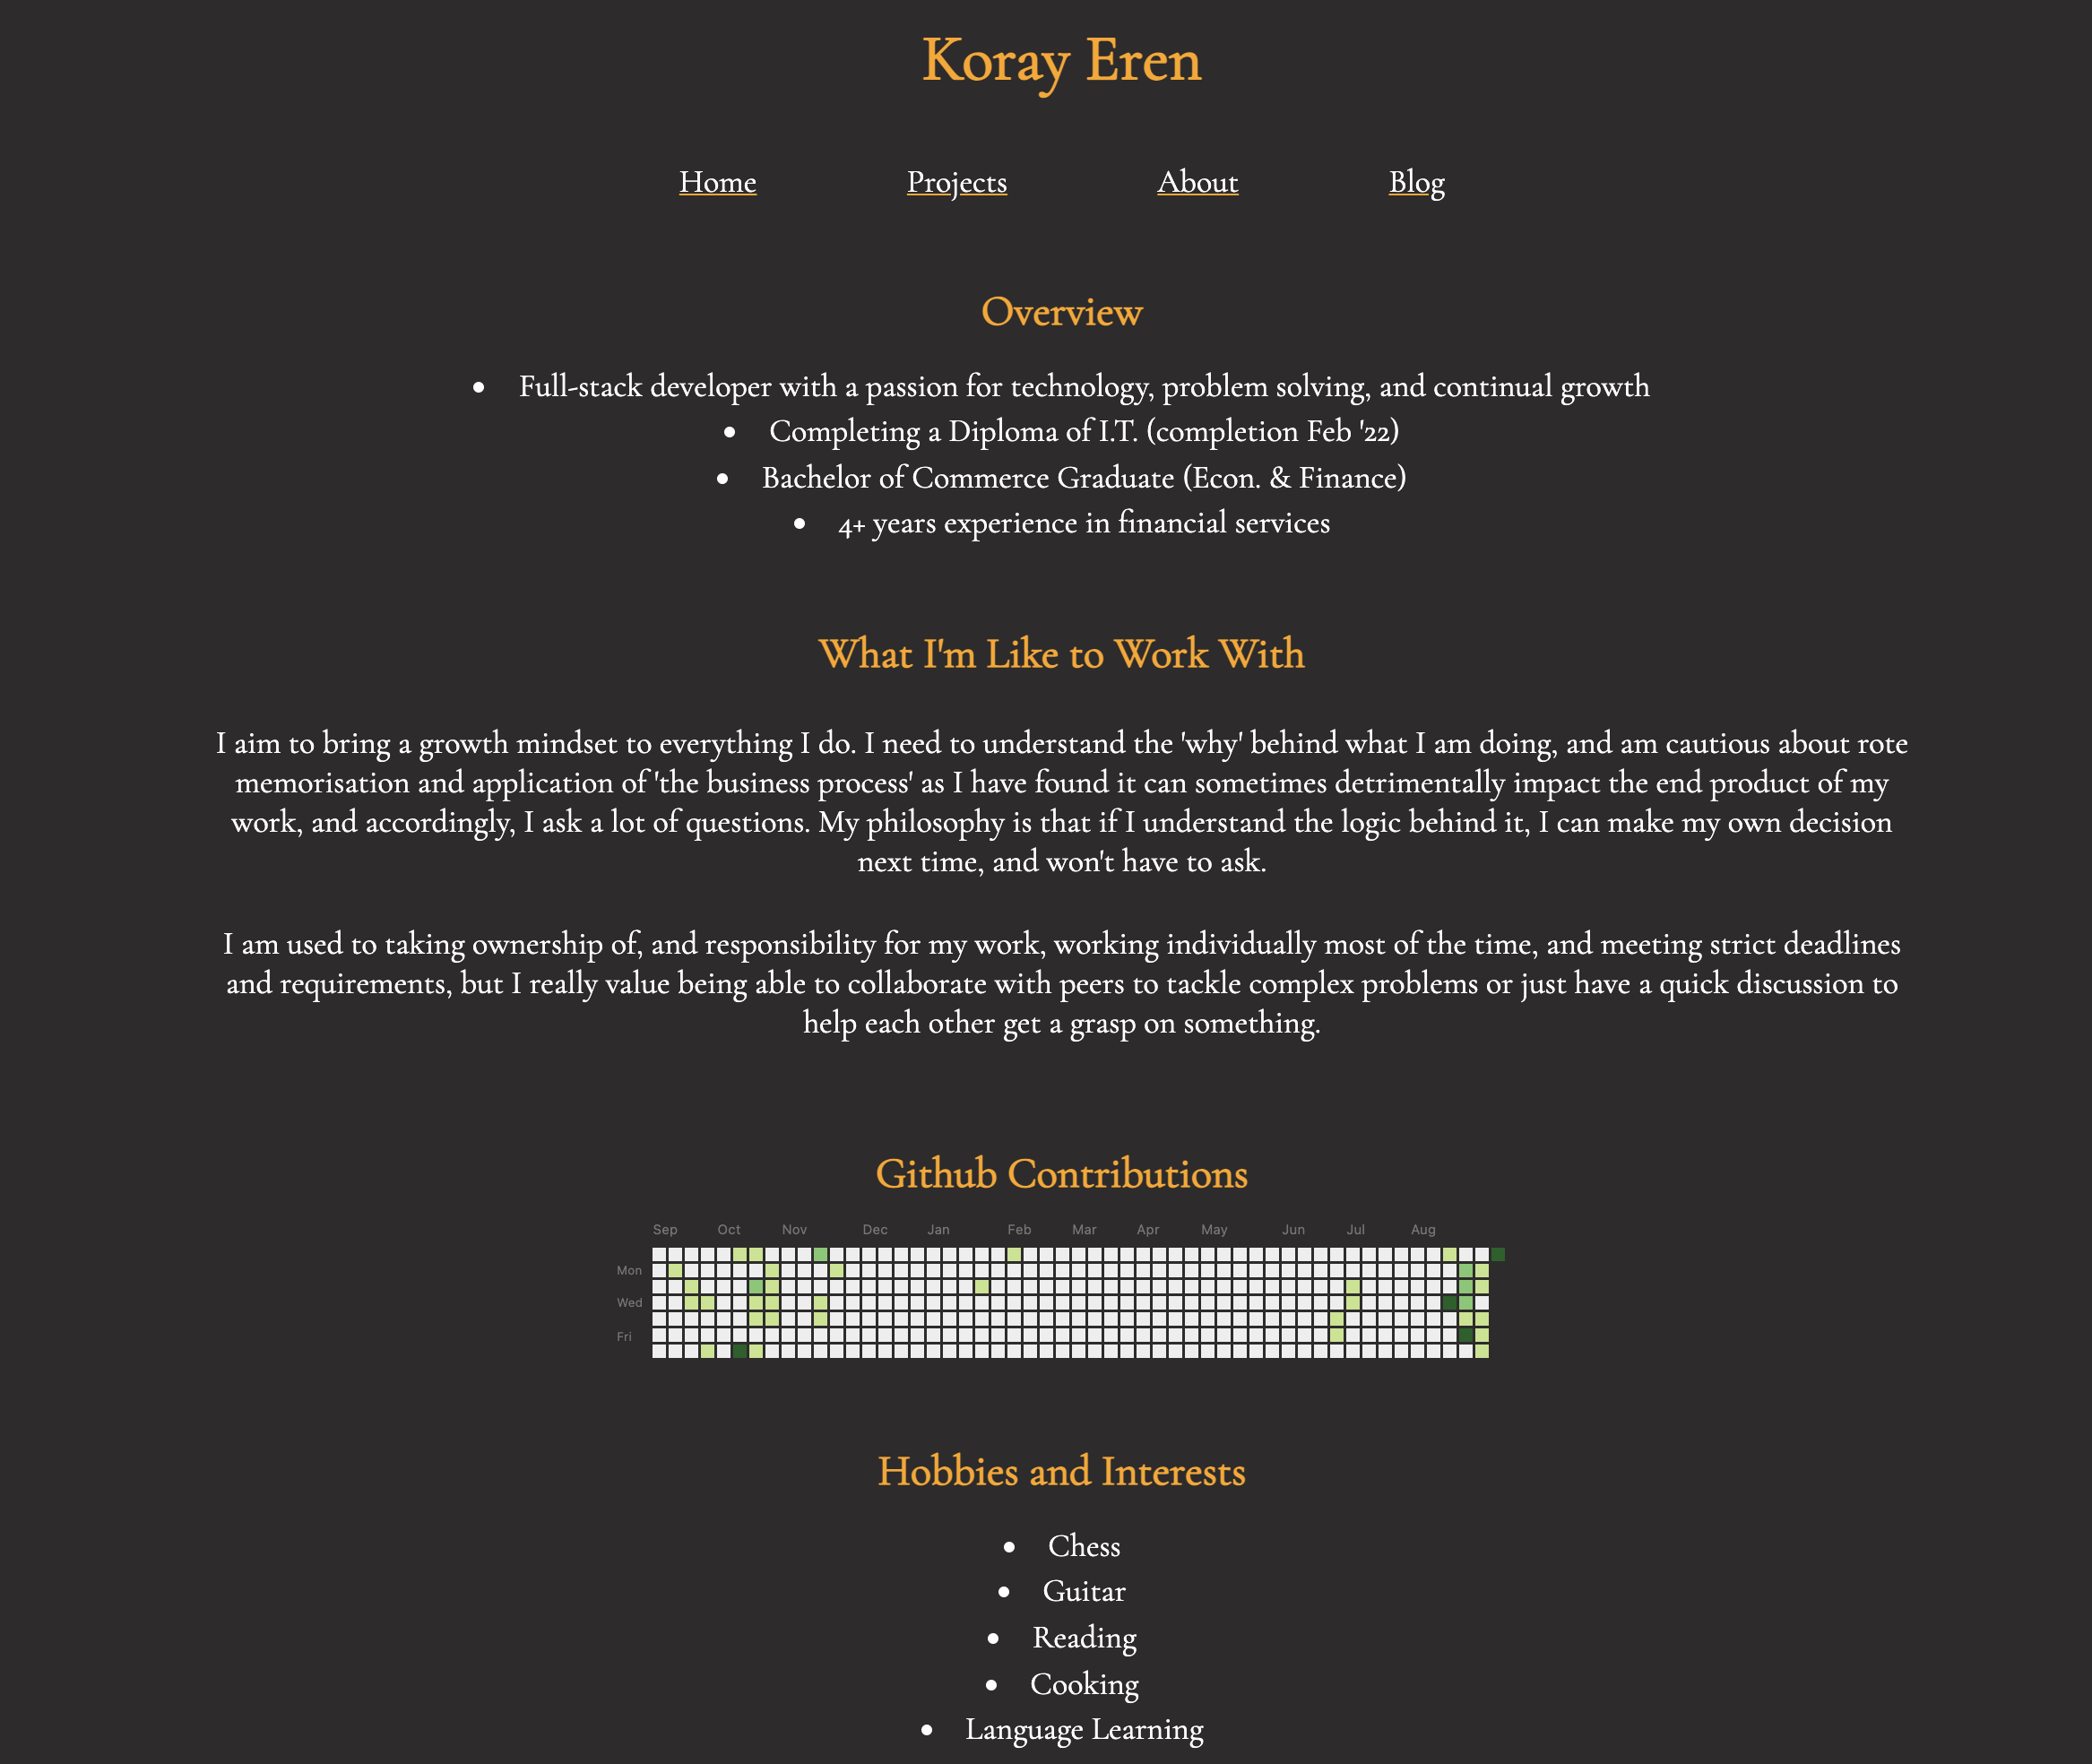 Koray Eren
Home Projects About Blog
Overview
• Full-stack developer with a passion for technology, problem solving, and continual growth
• Completing a Diploma of I.T. (completion Feb '22)
• Bachelor of Commerce Graduate (Econ. & Finance)
• 4+ years experience in financial services
What I'm Like to Work With
I aim to bring a growth mindset to everything I do. I need to understand the 'why' behind what I am doing, and am cautious about rote
memorisation and application of 'the business process' as I have found it can sometimes detrimentally impact the end product of my
work, and accordingly, I ask a lot of questions. My philosophy is that if I understand the logic behind it, I can make my own decision
next time, and won't have to ask.
I am used to taking ownership of, and responsibility for my work, working individually most of the time, and meeting strict deadlines
and requirements, but I really value being able to collaborate with peers to tackle complex problems or just have a quick discussion to
help each other get a grasp on something.
Github Contributions
Sep Oct Nov Dec Jan Feb Mar Apr May Jun Jul Aug
Mon
Wed
Fri
Hobbies and Interests
• Chess
• Guitar
• Reading
• Cooking
• Language Learning